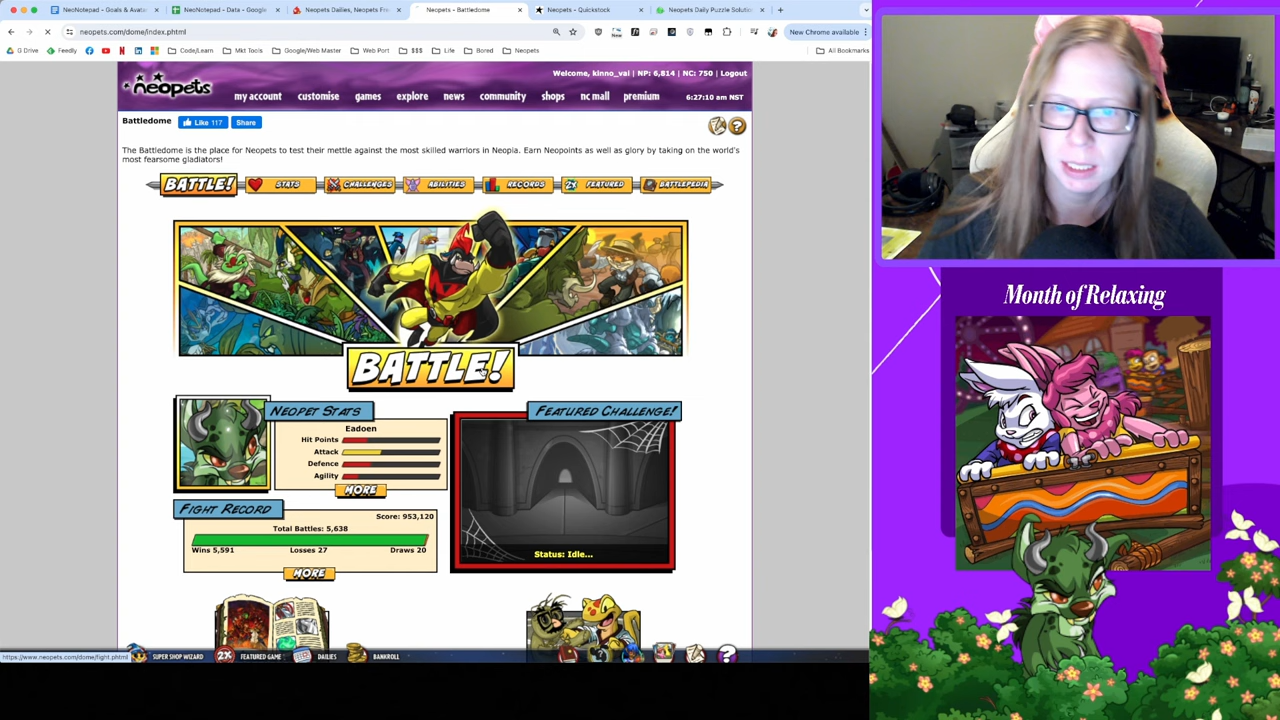 NeoNotepad - Goals & Avata
NeoNotepad - Data - Google
Neopets Dailies, Neopets Fre
Neopets - Battledome
Neopets - Quickstock
Neopets Daily Puzzle Solution
neopets.com/dome/index.phtml
New
New Chrome available
G Drive
Feedly
Code/Learn
Mkt Tools
Google/Web Master
Web Port
$$$
Life
Bored
Neopets
All Bookmarks
Welcome, kinno_val | NP: 6,814 | NC: 750 | Logout
neopets
my account customise games explore news community shops nc mall premium
6:27:10 am NST
Battledome
Like 117
Share
The Battledome is the place for Neopets to test their mettle against the most skilled warriors in Neopia. Earn Neopoints as well as glory by taking on the world's
most fearsome gladiators!
BATTLE! STATS CHALLENGES ABILITIES RECORDS 2X FEATURED BATTLEPEDIA
BATTLE!
NEOPET STATS
Eadoen
Hit Points
Attack
Defence
Agility
MORE
FEATURED CHALLENGE!
Status: Idle...
FIGHT RECORD
Score: 953,120
Total Battles: 5,638
Wins 5,591 Losses 27 Draws 20
MORE
https://www.neopets.com/dome/fight.phtml
SUPER SHOP WIZARD
2X FEATURED GAME
DAILIES
BANKROLL
Month of Relaxing